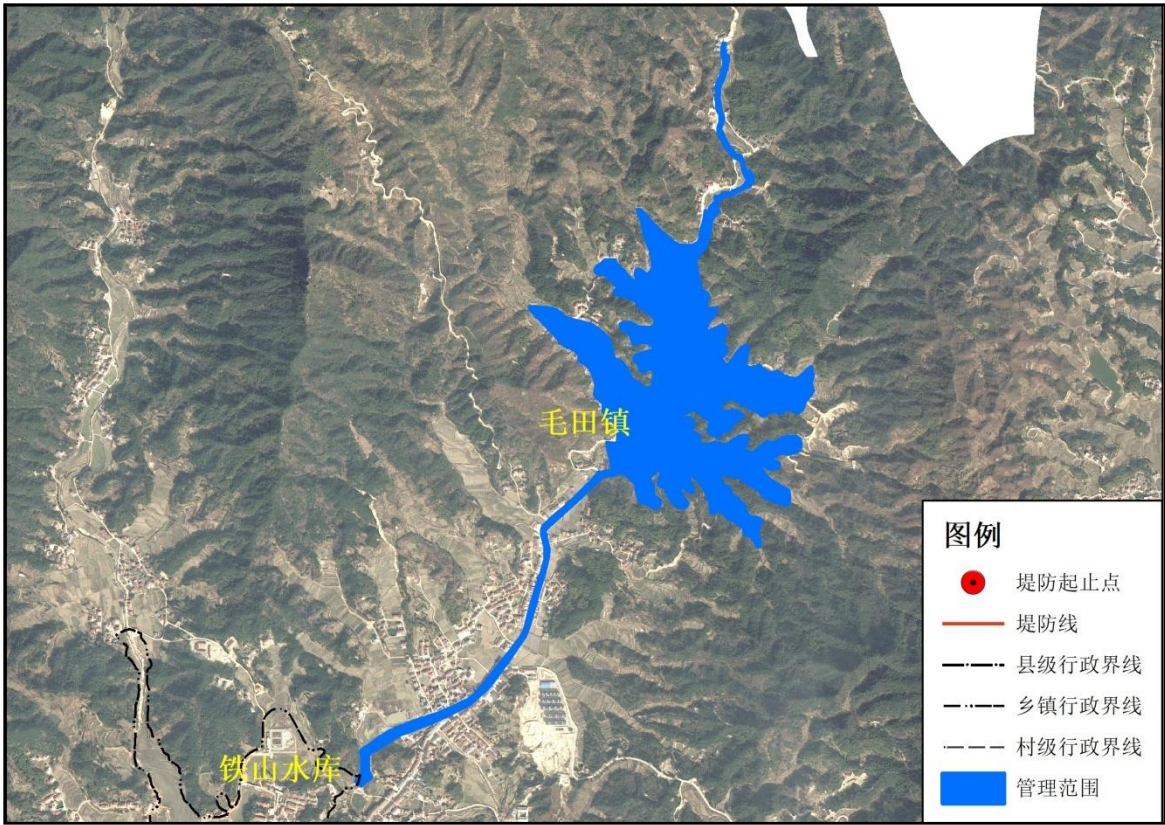 毛田镇
铁山水库
图例
堤防起止点
堤防线
县级行政界线
乡镇行政界线
村级行政界线
管理范围